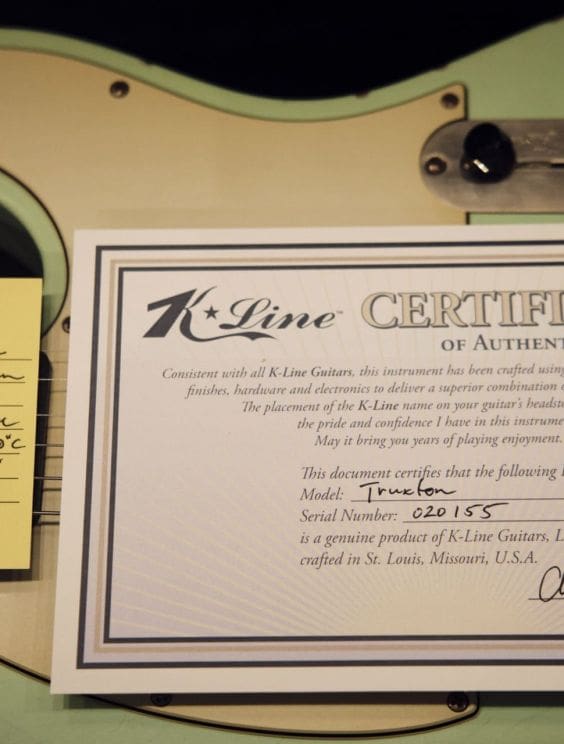 K★Line™ CERTIFI
OF AUTHENT
Consistent with all K-Line Guitars, this instrument has been crafted using
finishes, hardware and electronics to deliver a superior combination o
The placement of the K-Line name on your guitar's headsto
the pride and confidence I have in this instrume
May it bring you years of playing enjoyment.
This document certifies that the following
Model: Truxton
Serial Number: 020155
is a genuine product of K-Line Guitars, L
crafted in St. Louis, Missouri, U.S.A.